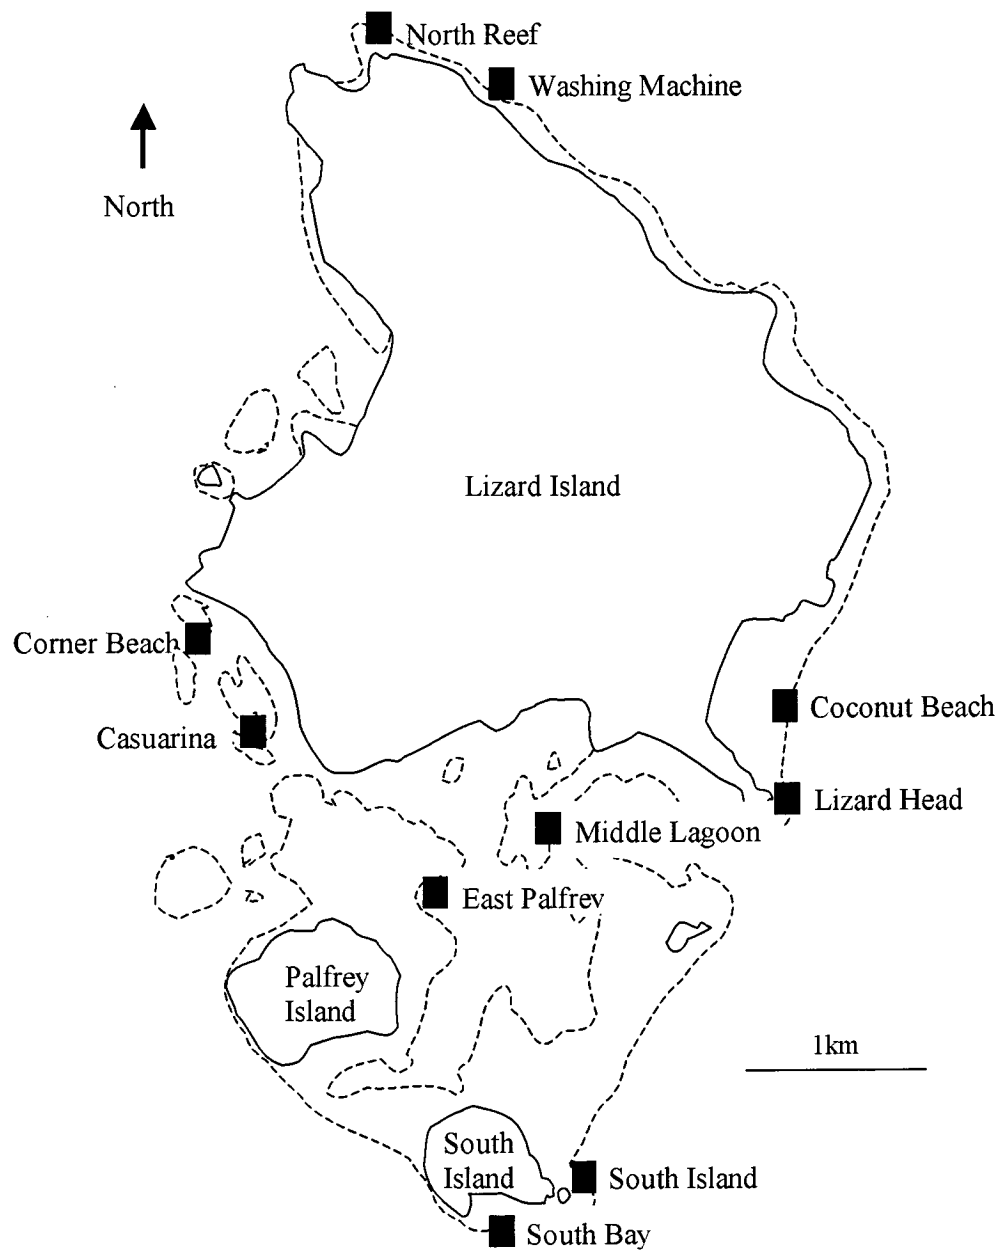 North Reef
Washing Machine
North
Lizard Island
Corner Beach
Coconut Beach
Casuarina
Lizard Head
Middle Lagoon
East Palfrey
Palfrey
Island
1km
South
Island
South Island
South Bay